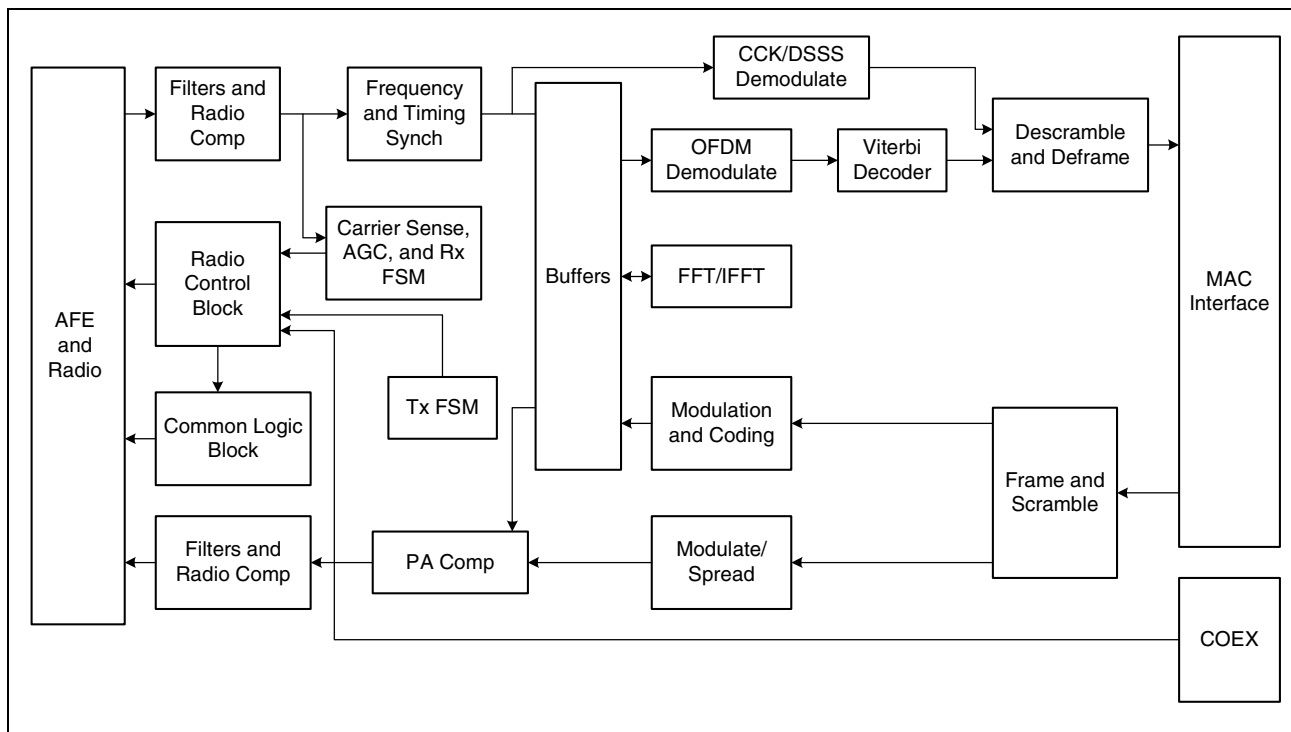 CCK/DSSS
Demodulate
Filters and
Radio
Comp
Frequency
and Timing
Synch
Descramble
and Deframe
OFDM
Demodulate
Viterbi
Decoder
Carrier Sense,
AGC, and Rx
FSM
Radio
Control
Block
Buffers
FFT/IFFT
MAC
Interface
AFE
and
Radio
Tx FSM
Modulation
and Coding
Common Logic
Block
Frame and
Scramble
Filters and
Radio Comp
PA Comp
Modulate/
Spread
COEX